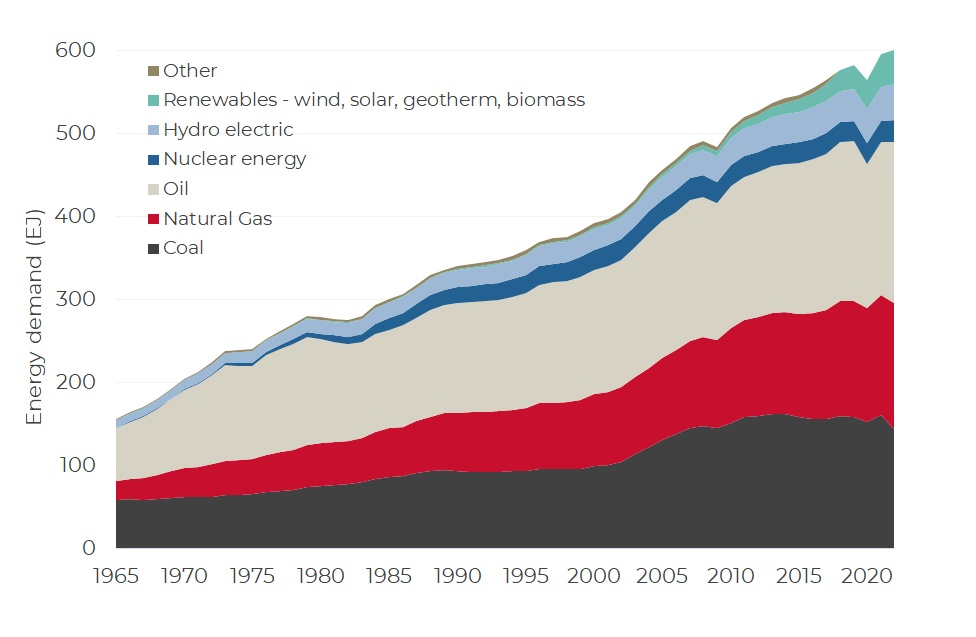 600
500
400
300
200
100
0
Energy demand (EJ)
Other
Renewables - wind, solar, geotherm, biomass
Hydro electric
Nuclear energy
Oil
Natural Gas
Coal
1965 1970 1975 1980 1985 1990 1995 2000 2005 2010 2015 2020